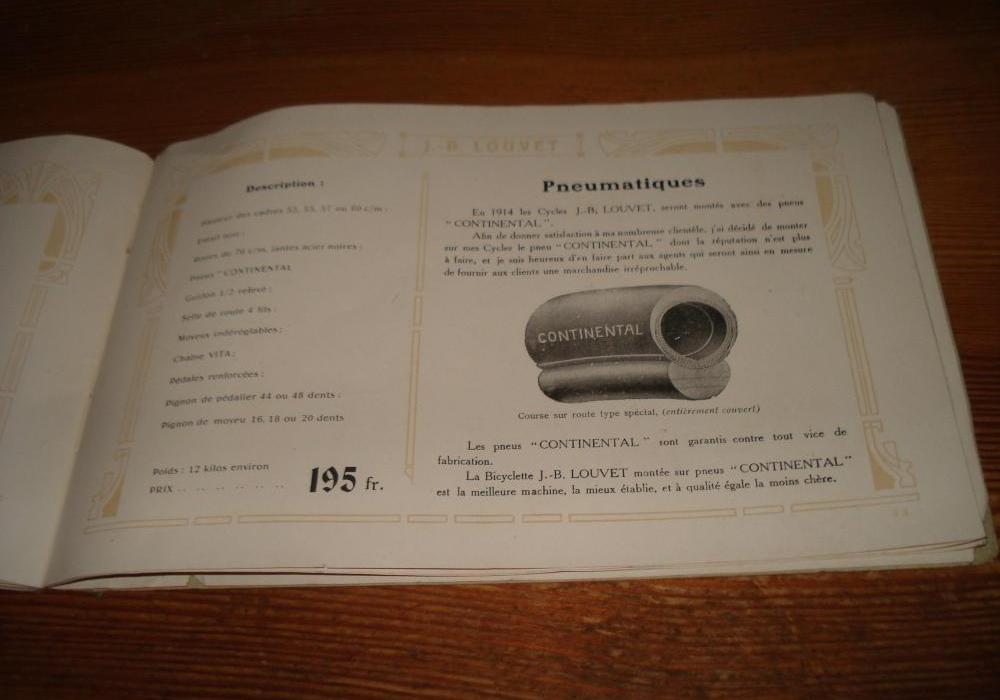 J.-B. LOUVET
Description :
Hauteur des cadres 53, 55, 57 ou 60 c/m ;
Email noir ;
Roues de 70 c/m, jantes acier noires ;
Pneus "CONTINENTAL
Guidon 1/2 relevé ;
Selle de route 4 fils ;
Moyeux indéréglables ;
Chaîne VITA ;
Pédales renforcées ;
Pignon de pédalier 44 ou 48 dents ;
Pignon de moyeu 16, 18 ou 20 dents
Poids : 12 kilos environ
PRIX .. .. .. .. .. .. 195 fr.
Pneumatiques
En 1914 les Cycles J.-B. LOUVET, seront montés avec des pneus
"CONTINENTAL".
Afin de donner satisfaction à ma nombreuse clientèle, j'ai décidé de monter
sur mes Cycles le pneu "CONTINENTAL" dont la réputation n'est plus
à faire, et je suis heureux d'en faire part aux agents qui seront ainsi en mesure
de fournir aux clients une marchandise irréprochable.
CONTINENTAL
Course sur route type spécial, (entièrement couvert)
Les pneus "CONTINENTAL" sont garantis contre tout vice de
fabrication.
La Bicyclette J.-B. LOUVET montée sur pneus "CONTINENTAL"
est la meilleure machine, la mieux établie, et à qualité égale la moins chère.